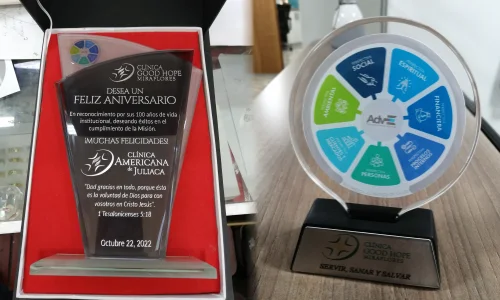 CLÍNICA
GOOD HOPE
MIRAFLORES
DESEA UN
FELIZ ANIVERSARIO
En reconocimiento por sus 100 años de vida
institucional, deseando éxitos en el
cumplimiento de la Misión.
¡MUCHAS FELICIDADES
CLÍNICA
AMERICANA
de JULIACA
"Dad gracias en todo, porque ésta
es la voluntad de Dios para con
vosotros en Cristo Jesús".
1 Tesalonicenses 5:18
Octubre 22, 2022
SOCIAL
ESPIRITUAL
FINANCIERA
PERSONAS
AMBIENTAL
CLÍNICA
GOOD HOPE
MIRAFLORES
SERVIR, SANAR Y SALVAR